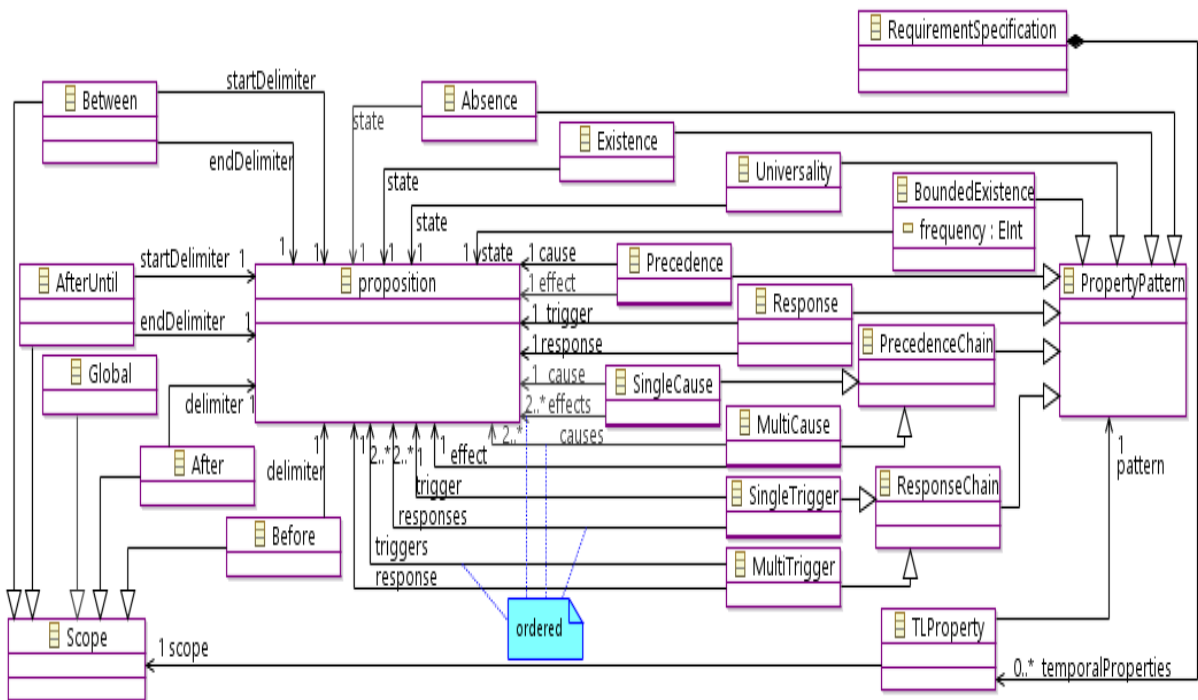 RequirementSpecification
Between
startDelimiter
Absence
state
Existence
endDelimiter
state
Universality
BoundedExistence
state
frequency : EInt
1
1
1
1
1
1
state
1 cause
Precedence
startDelimiter 1
AfterUntil
proposition
1 effect
PropertyPattern
Response
endDelimiter 1
1 trigger
1 response
PrecedenceChain
Global
1 cause
SingleCause
delimiter 1
2..* effects
MultiCause
2..*
causes
1
1
2..*
2..*
1
1
effect
1
pattern
After
delimiter
trigger
SingleTrigger
ResponseChain
responses
Before
triggers
MultiTrigger
response
ordered
Scope
1 scope
TLProperty
0..* temporalProperties